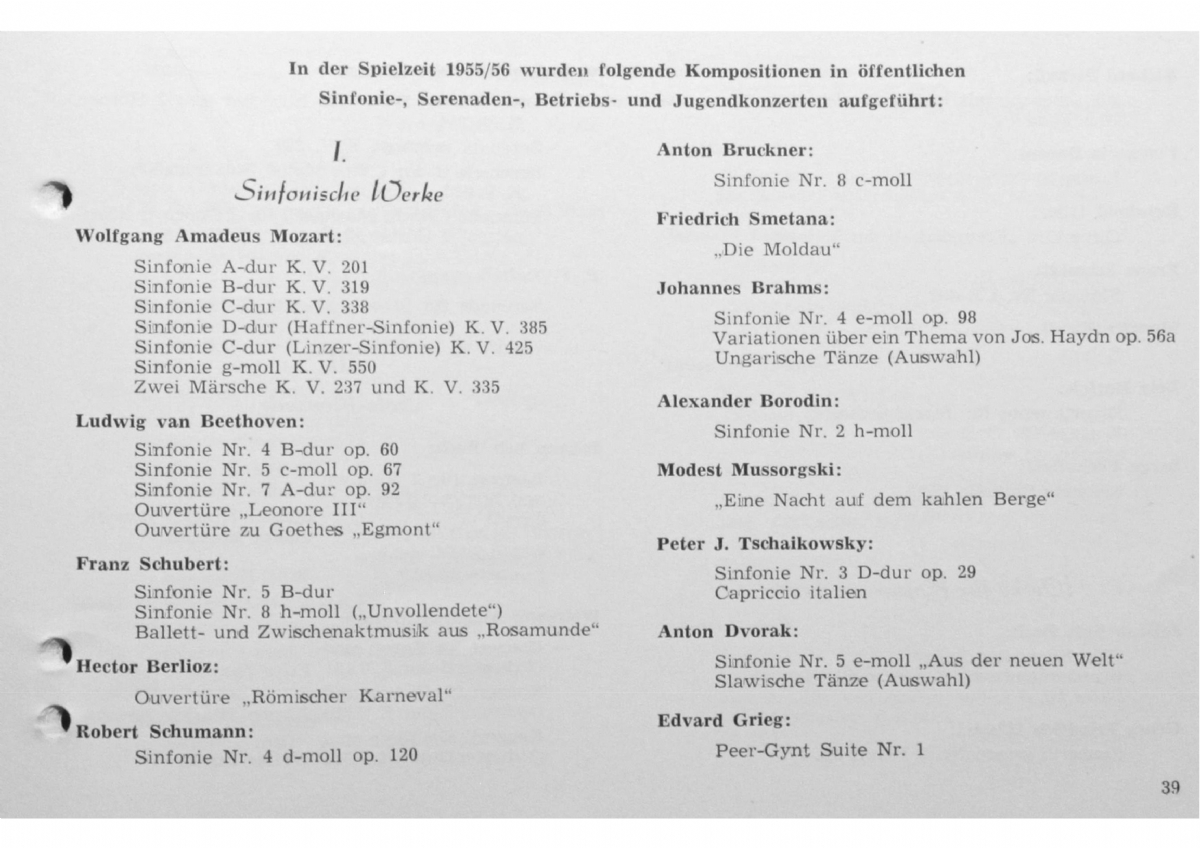 In der Spielzeit 1955/56 wurden folgende Kompositionen in öffentlichen
Sinfonie-, Serenaden-, Betriebs- und Jugendkonzerten aufgeführt:
I.
Sinfonische Werke
Wolfgang Amadeus Mozart:
Sinfonie A-dur K. V. 201
Sinfonie B-dur K. V. 319
Sinfonie C-dur K. V. 338
Sinfonie D-dur (Haffner-Sinfonie) K. V. 385
Sinfonie C-dur (Linzer-Sinfonie) K. V. 425
Sinfonie g-moll K. V. 550
Zwei Märsche K. V. 237 und K. V. 335
Ludwig van Beethoven:
Sinfonie Nr. 4 B-dur op. 60
Sinfonie Nr. 5 c-moll op. 67
Sinfonie Nr. 7 A-dur op. 92
Ouvertüre „Leonore III“
Ouvertüre zu Goethes „Egmont“
Franz Schubert:
Sinfonie Nr. 5 B-dur
Sinfonie Nr. 8 h-moll („Unvollendete“)
Ballett- und Zwischenaktmusik aus „Rosamunde“
Hector Berlioz:
Ouvertüre „Römischer Karneval“
Robert Schumann:
Sinfonie Nr. 4 d-moll op. 120
Anton Bruckner:
Sinfonie Nr. 8 c-moll
Friedrich Smetana:
„Die Moldau“
Johannes Brahms:
Sinfonie Nr. 4 e-moll op. 98
Variationen über ein Thema von Jos. Haydn op. 56a
Ungarische Tänze (Auswahl)
Alexander Borodin:
Sinfonie Nr. 2 h-moll
Modest Mussorgski:
„Eine Nacht auf dem kahlen Berge“
Peter J. Tschaikowsky:
Sinfonie Nr. 3 D-dur op. 29
Capriccio italien
Anton Dvorak:
Sinfonie Nr. 5 e-moll „Aus der neuen Welt“
Slawische Tänze (Auswahl)
Edvard Grieg:
Peer-Gynt Suite Nr. 1
39